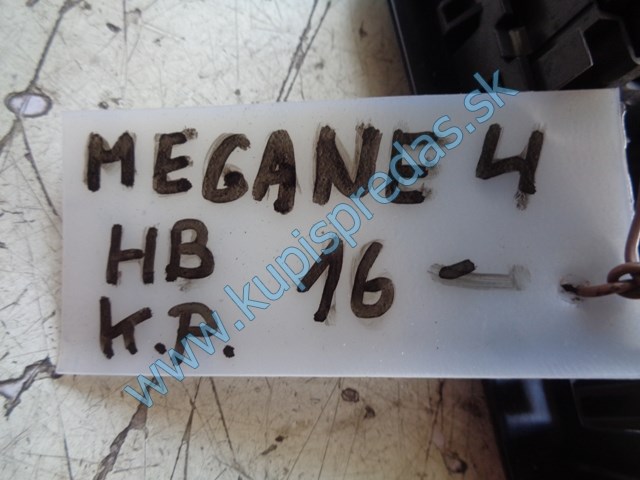 MEGANE 4
HB 16-
K.R.
www.kupispredas.sk